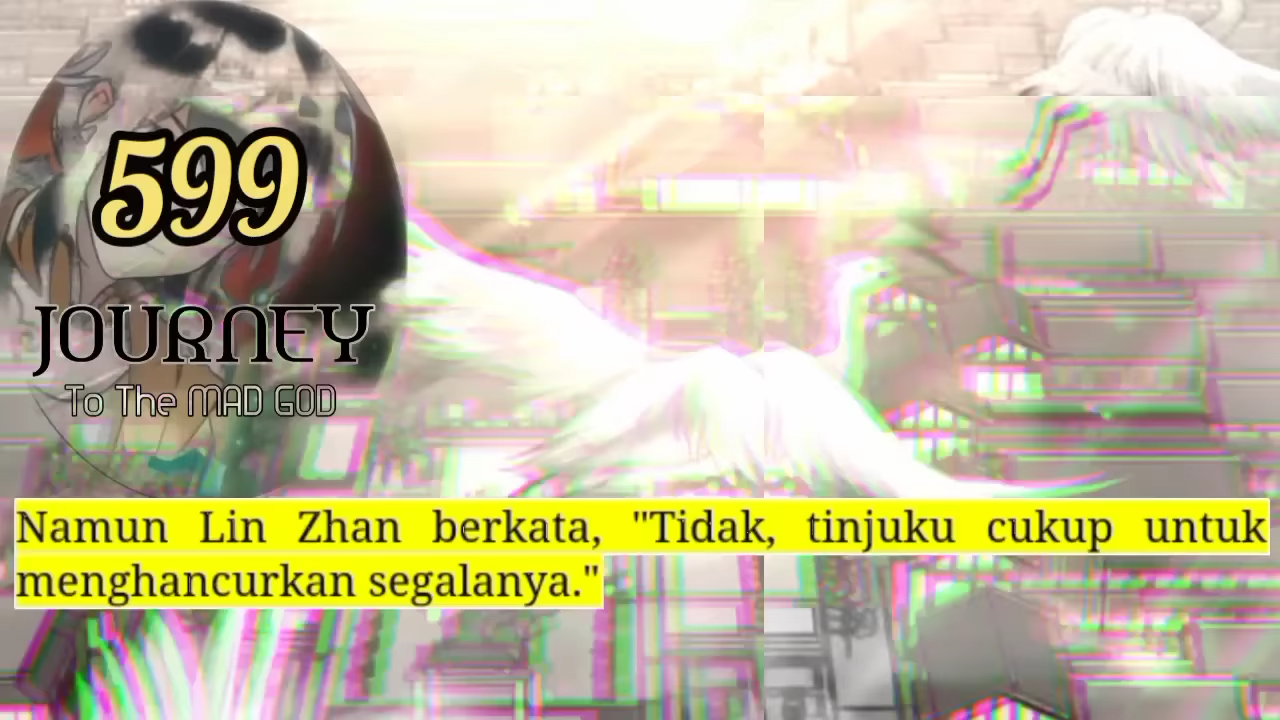 599
JOURNEY
To The MAD GOD
Namun Lin Zhan berkata, "Tidak, tinjuku cukup untuk
menghancurkan segalanya."